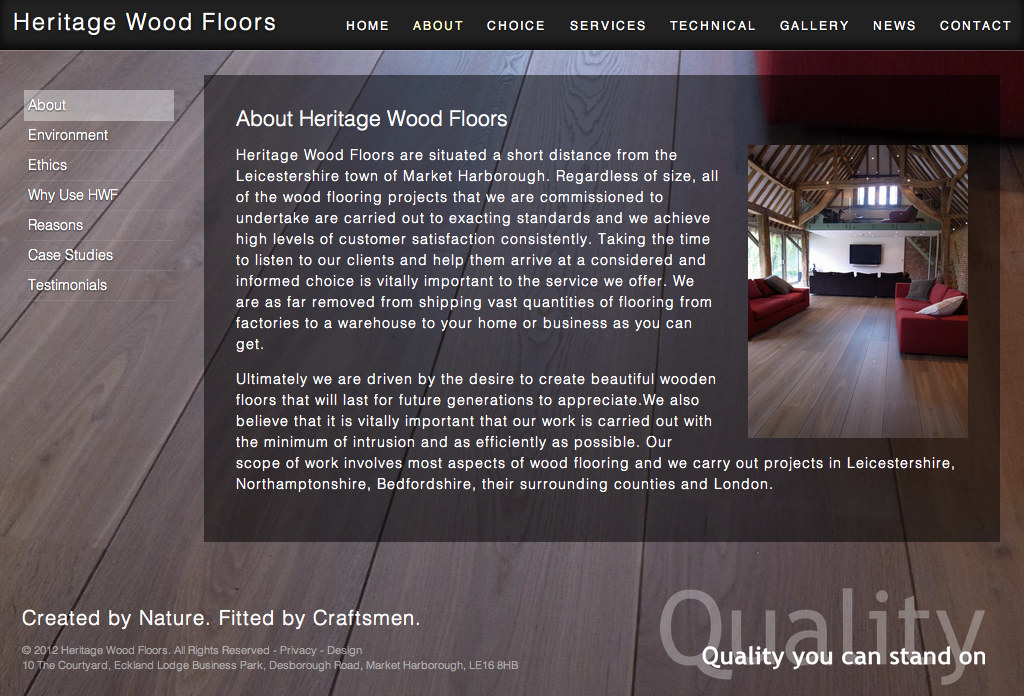 Heritage Wood Floors
HOME ABOUT CHOICE SERVICES TECHNICAL GALLERY NEWS CONTACT
About
Environment
Ethics
Why Use HWF
Reasons
Case Studies
Testimonials
About Heritage Wood Floors
Heritage Wood Floors are situated a short distance from the
Leicestershire town of Market Harborough. Regardless of size, all
of the wood flooring projects that we are commissioned to
undertake are carried out to exacting standards and we achieve
high levels of customer satisfaction consistently. Taking the time
to listen to our clients and help them arrive at a considered and
informed choice is vitally important to the service we offer. We
are as far removed from shipping vast quantities of flooring from
factories to a warehouse to your home or business as you can
get.
Ultimately we are driven by the desire to create beautiful wooden
floors that will last for future generations to appreciate.We also
believe that it is vitally important that our work is carried out with
the minimum of intrusion and as efficiently as possible. Our
scope of work involves most aspects of wood flooring and we carry out projects in Leicestershire,
Northamptonshire, Bedfordshire, their surrounding counties and London.
Created by Nature. Fitted by Craftsmen.
© 2012 Heritage Wood Floors. All Rights Reserved - Privacy - Design
10 The Courtyard, Eckland Lodge Business Park, Desborough Road, Market Harborough, LE16 8HB
Quality
Quality you can stand on